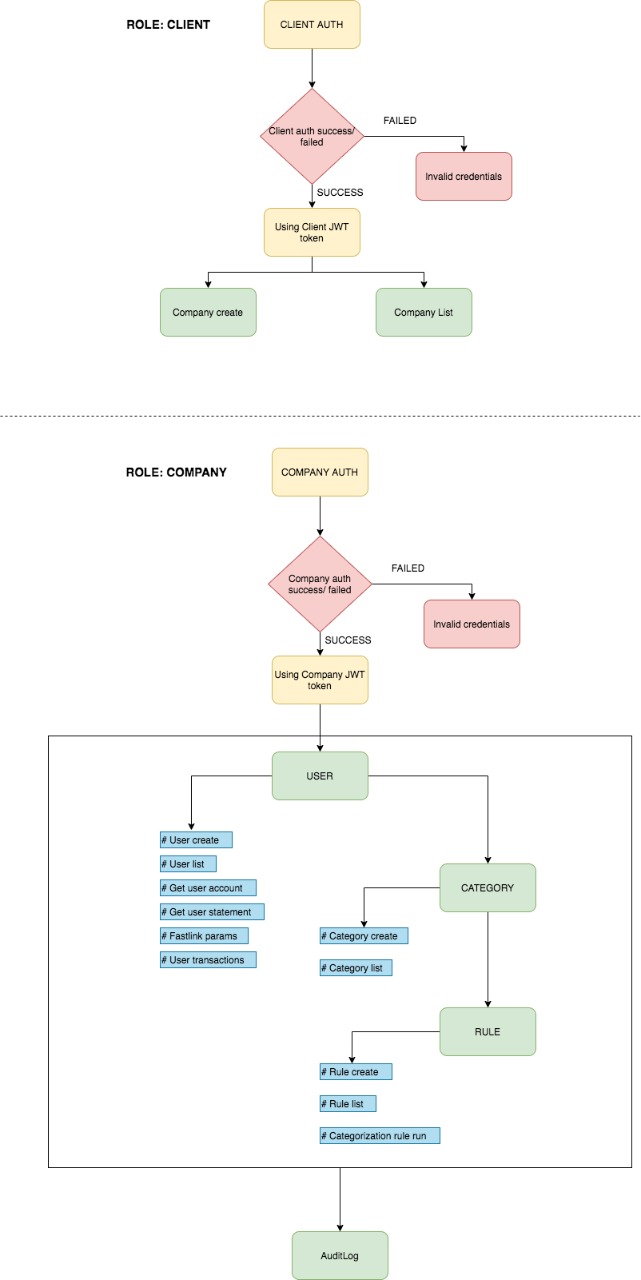 ROLE: CLIENT
CLIENT AUTH
Client auth success/
failed
FAILED
Invalid credentials
SUCCESS
Using Client JWT
token
Company create
Company List
ROLE: COMPANY
COMPANY AUTH
Company auth
success/ failed
FAILED
Invalid credentials
SUCCESS
Using Company JWT
token
USER
# User create
# User list
# Get user account
# Get user statement
# Fastlink params
# User transactions
CATEGORY
# Category create
# Category list
RULE
# Rule create
# Rule list
# Categorization rule run
AuditLog